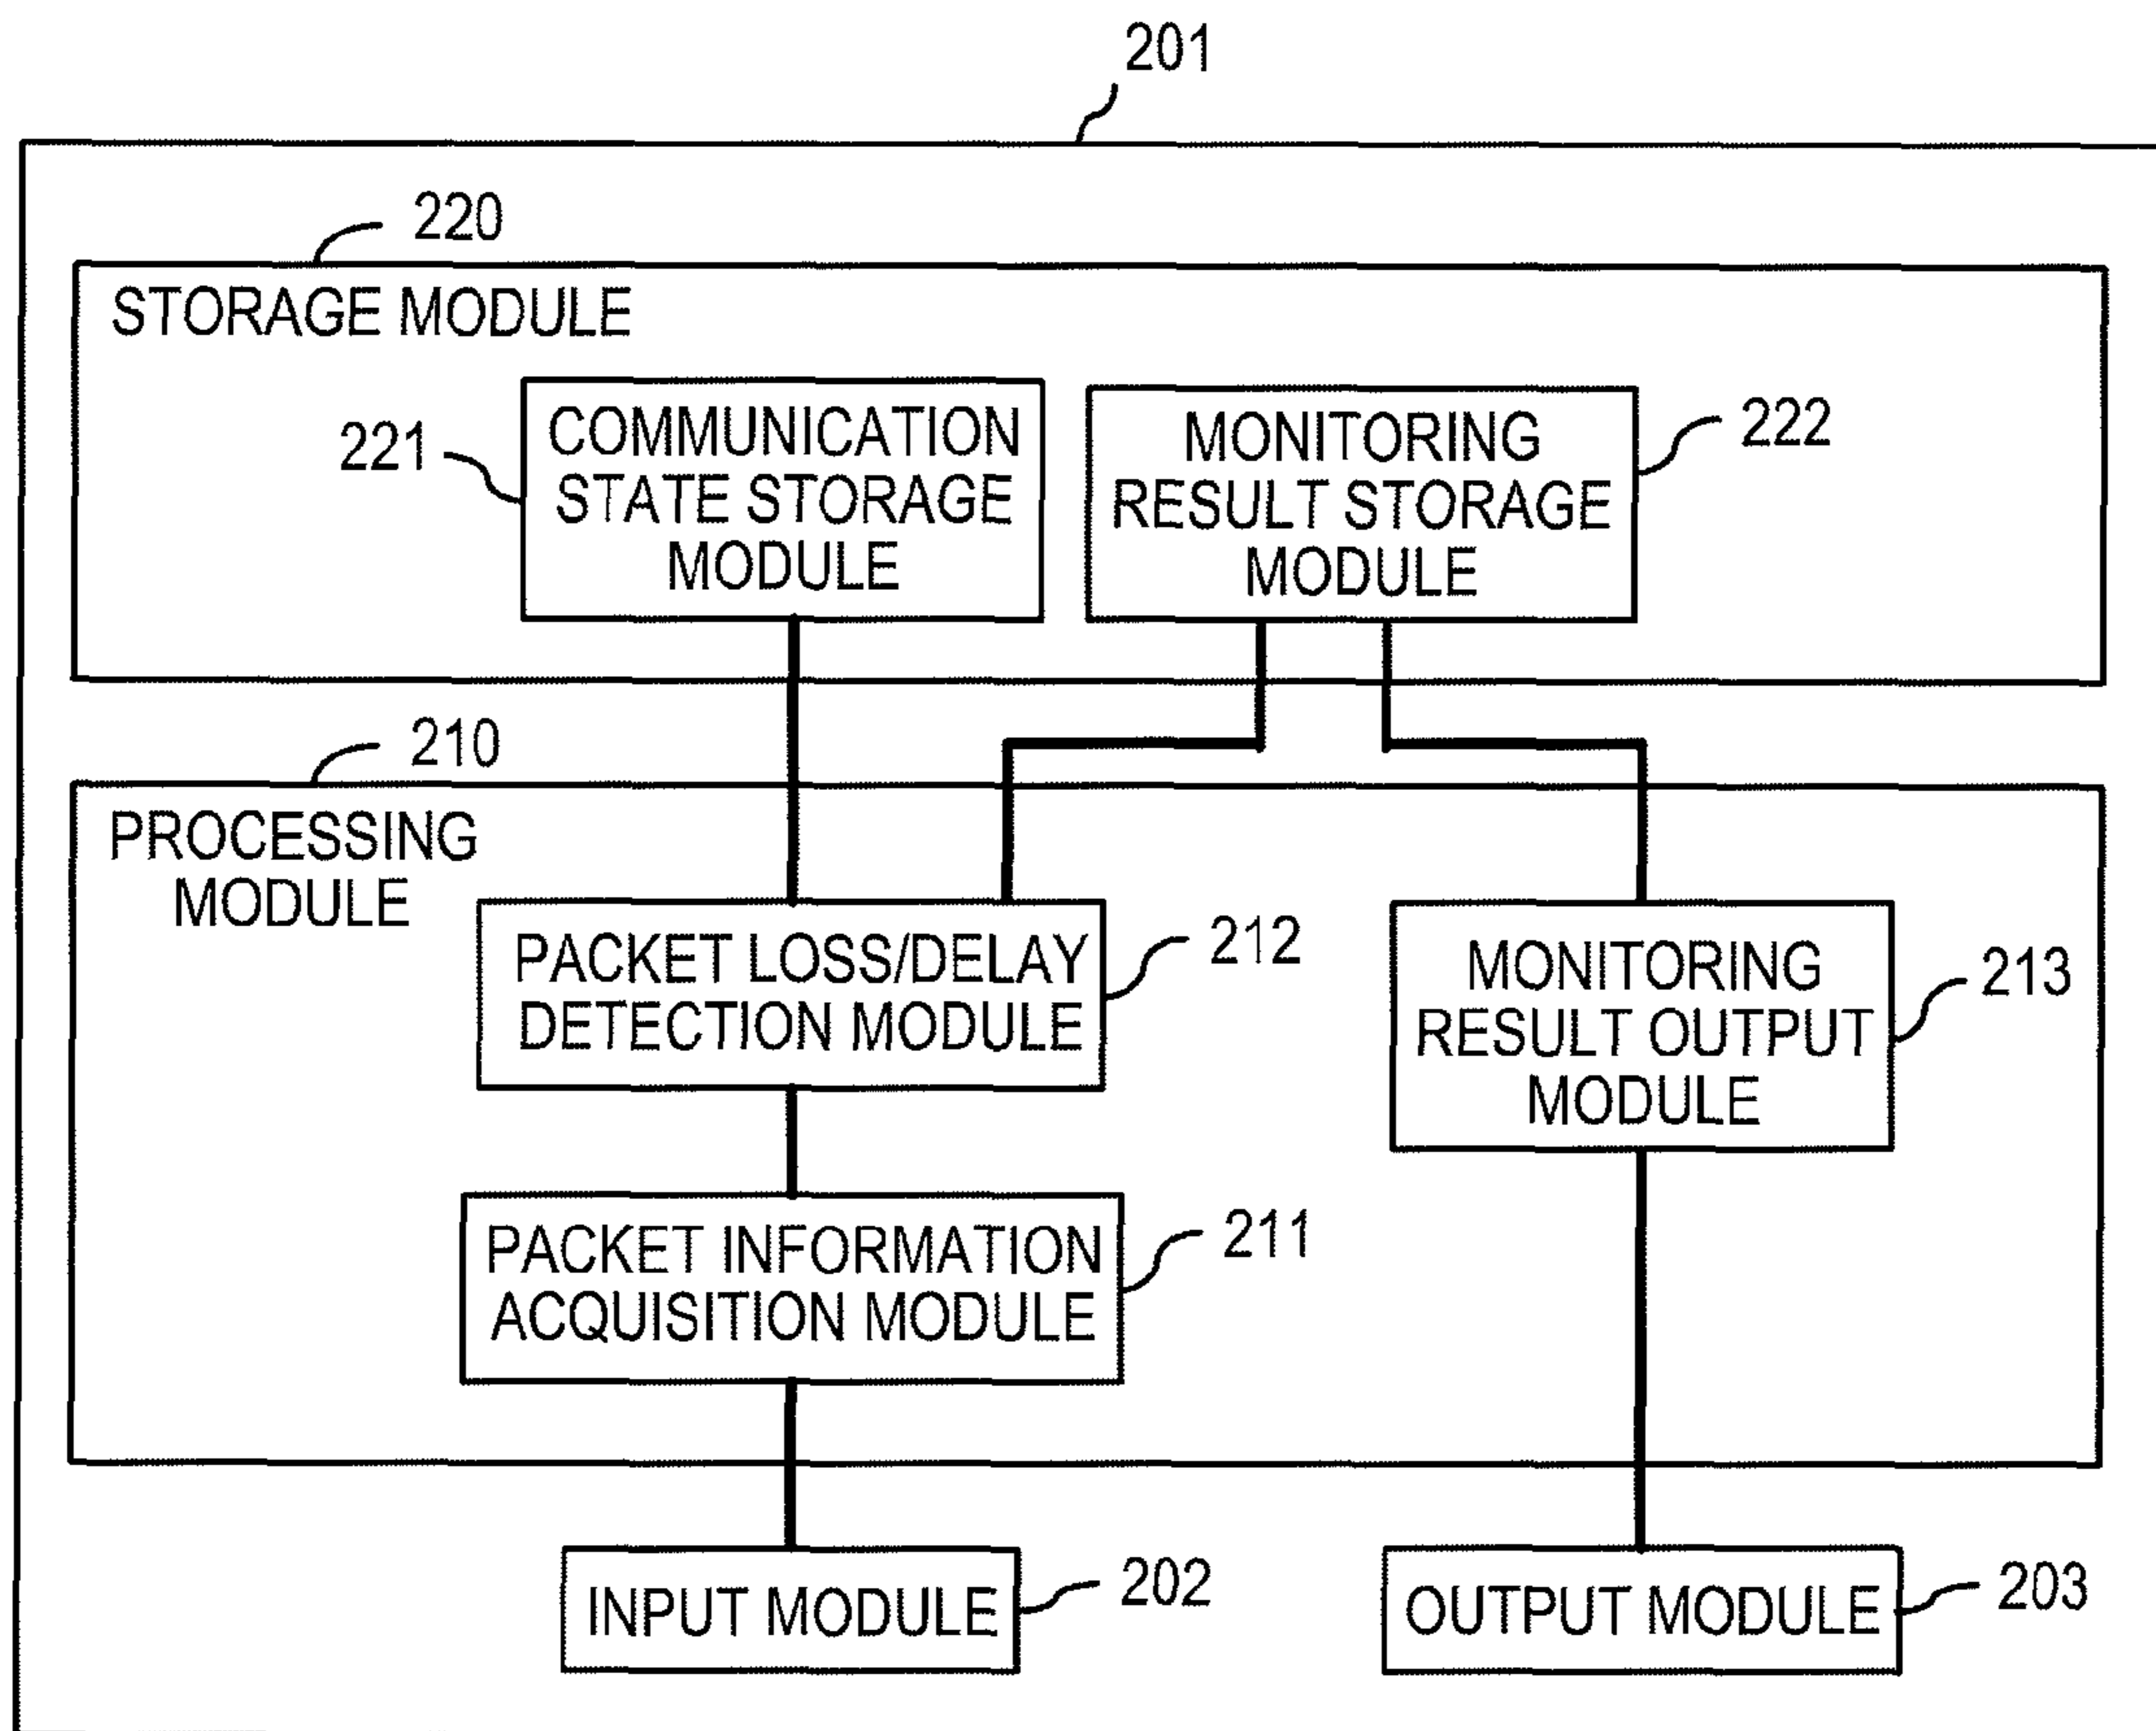 201
220
STORAGE MODULE
221
COMMUNICATION
STATE STORAGE
MODULE
MONITORING
RESULT STORAGE
MODULE
222
210
PROCESSING
MODULE
PACKET LOSS/DELAY
DETECTION MODULE
212
MONITORING
RESULT OUTPUT
MODULE
213
PACKET INFORMATION
ACQUISITION MODULE
211
INPUT MODULE
202
OUTPUT MODULE
203